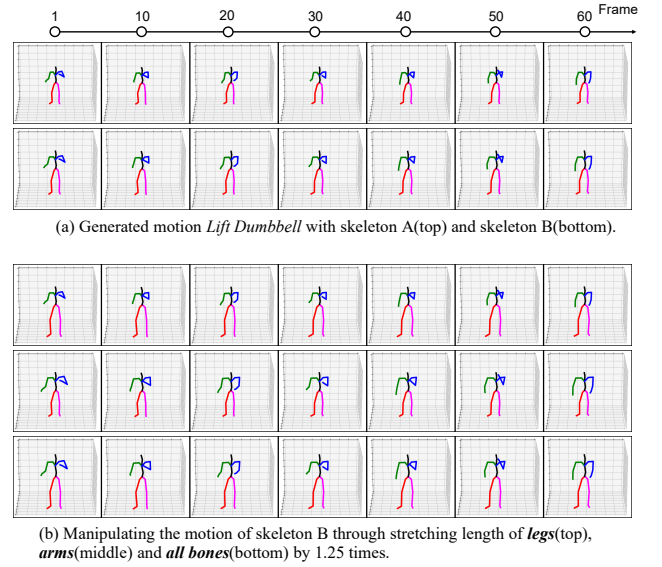 1 10 20 30 40 50 60 Frame
(a) Generated motion Lift Dumbbell with skeleton A(top) and skeleton B(bottom).
(b) Manipulating the motion of skeleton B through stretching length of legs(top),
arms(middle) and all bones(bottom) by 1.25 times.